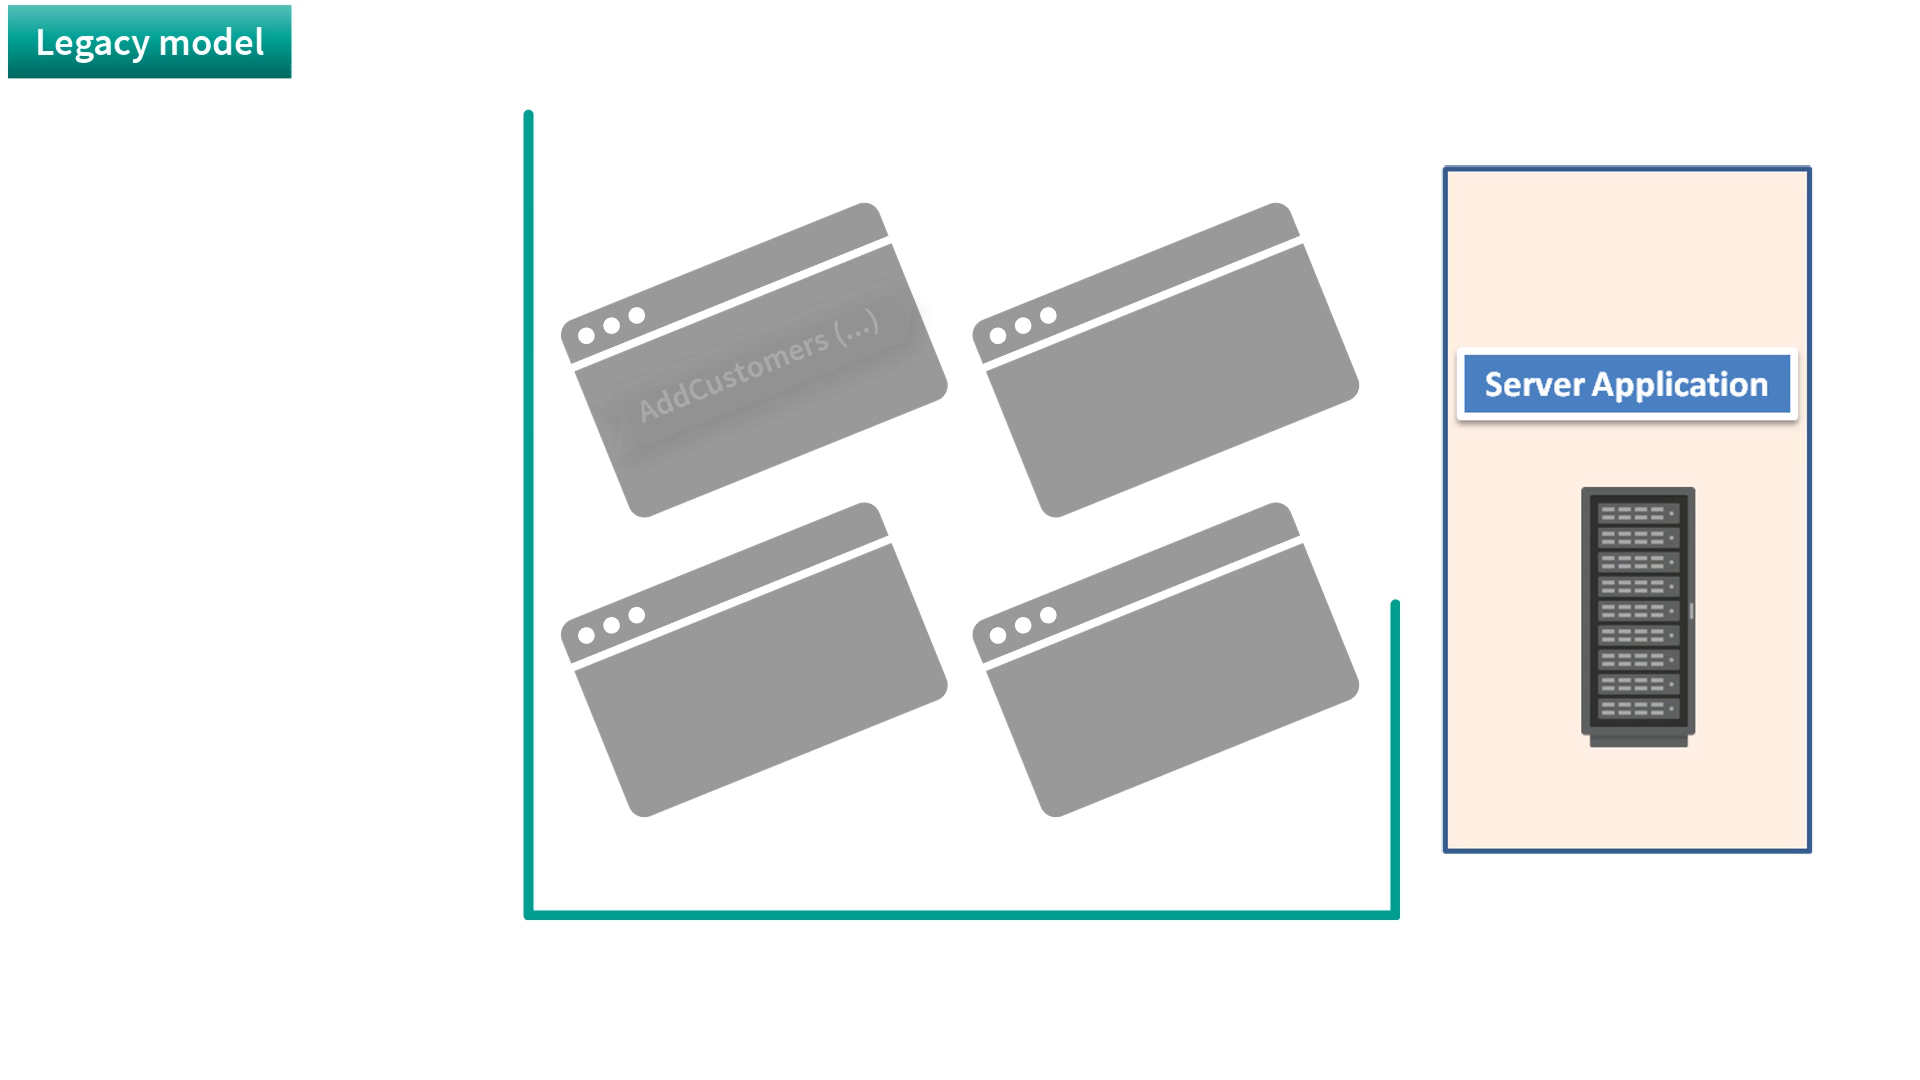 Legacy model
AddCustomers (...)
Server Application